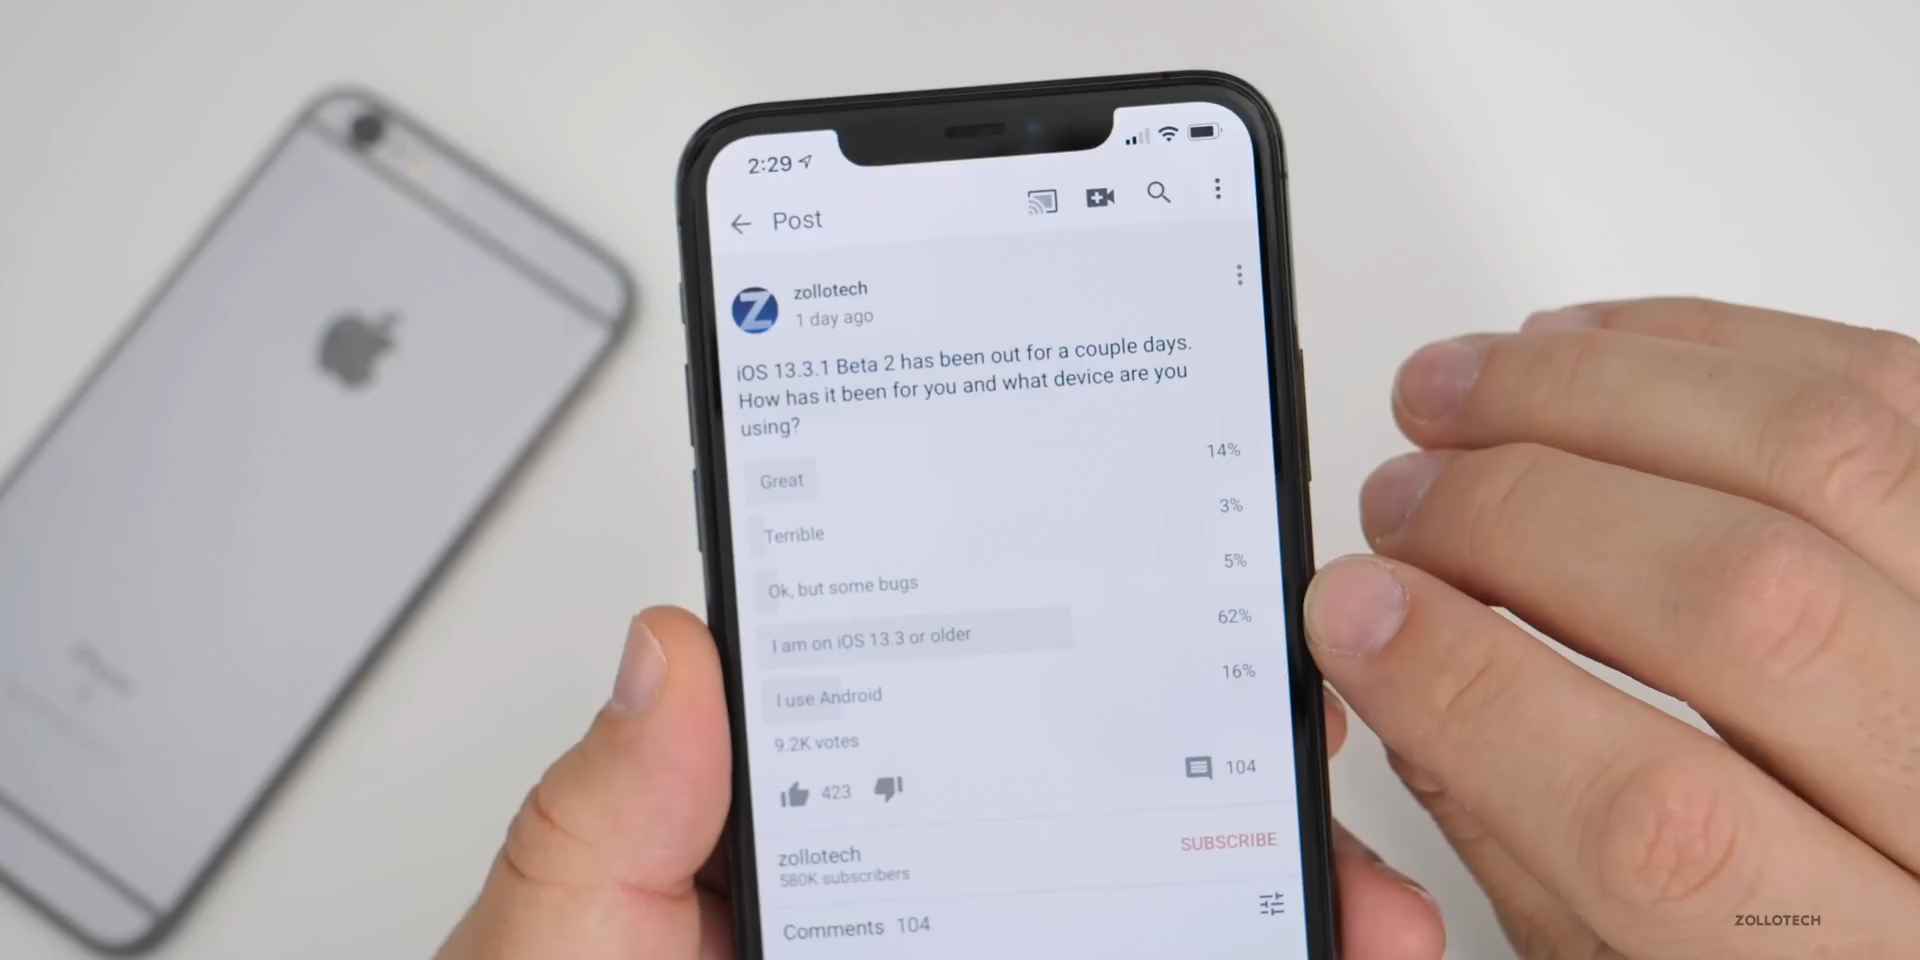 2:29
Post
zollotech
1 day ago
iOS 13.3.1 Beta 2 has been out for a couple days.
How has it been for you and what device are you
using?
Great 14%
Terrible 3%
Ok, but some bugs 5%
I am on iOS 13.3 or older 62%
I use Android 16%
9.2K votes
423 104
zollotech SUBSCRIBE
580K subscribers
Comments 104
iPhone
ZOLLOTECH